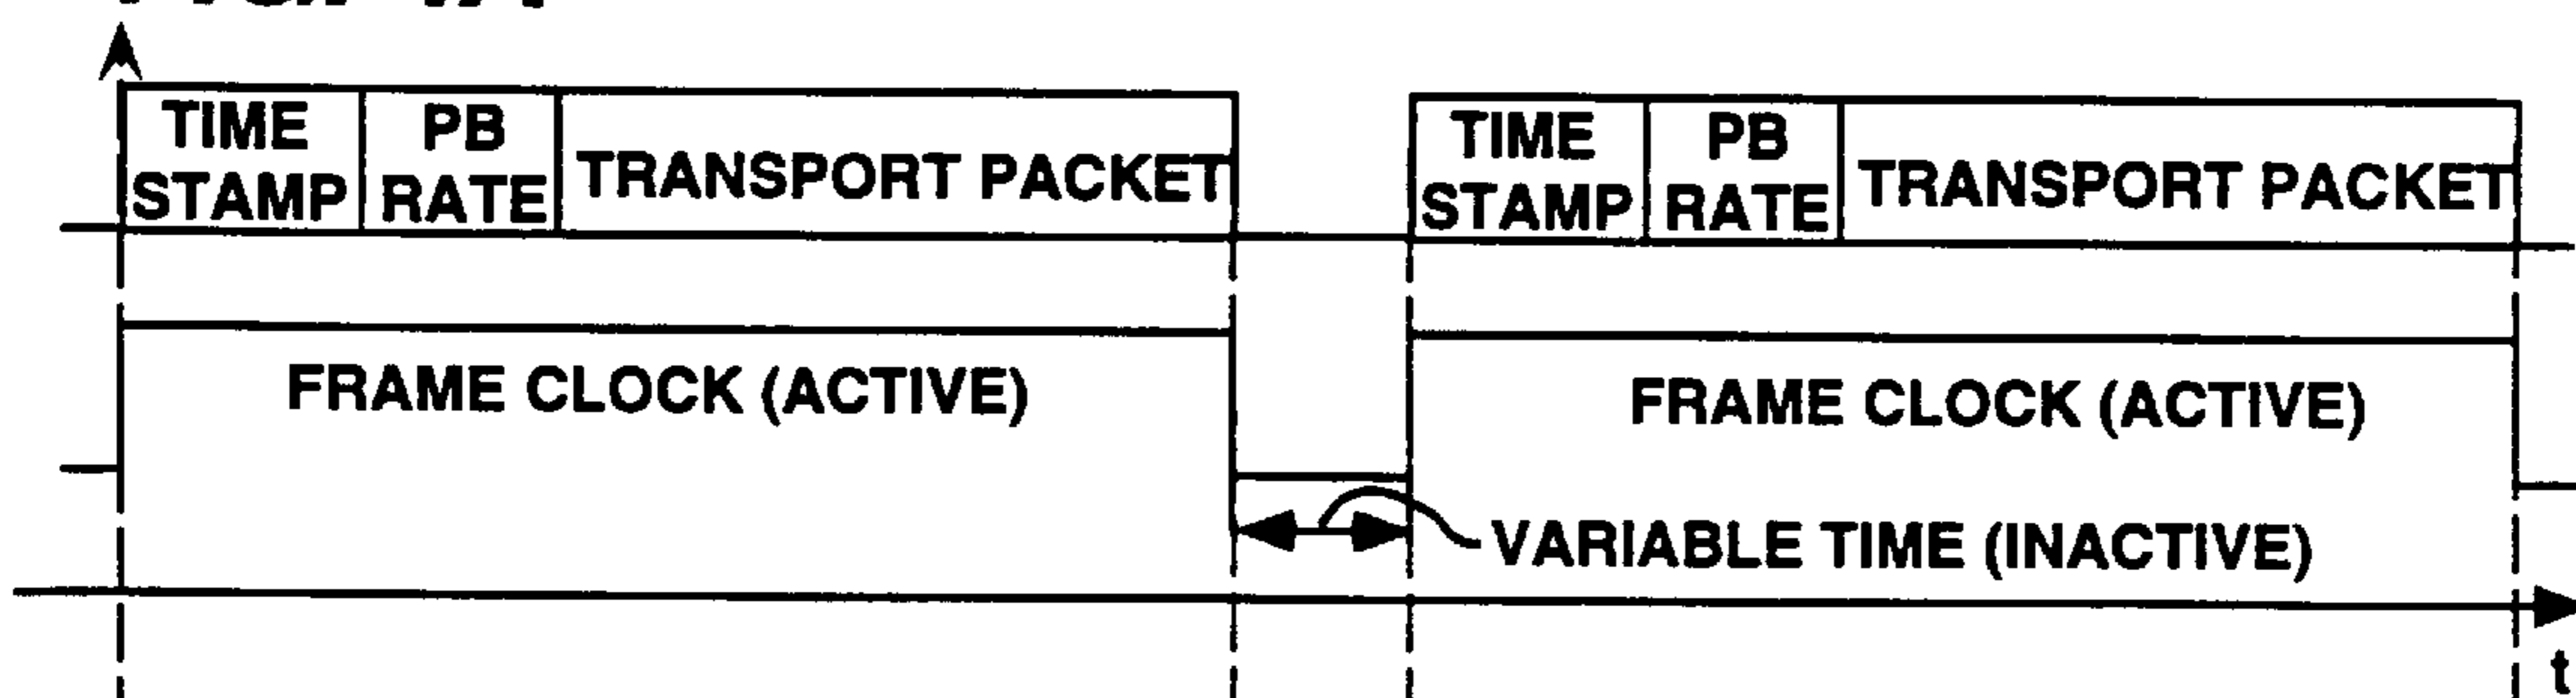 TIME STAMP
PB RATE
TRANSPORT PACKET
TIME STAMP
PB RATE
TRANSPORT PACKET
FRAME CLOCK (ACTIVE)
FRAME CLOCK (ACTIVE)
VARIABLE TIME (INACTIVE)
t